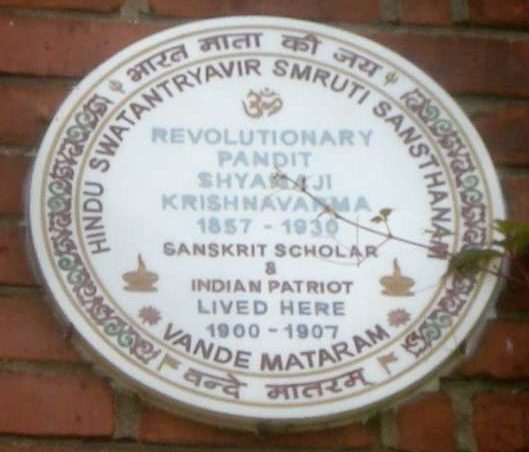 भारत माता की जय
HINDU SWATANTRYAVIR SMRUTI SANSTHANAM
ॐ
REVOLUTIONARY
PANDIT
SHYAMAJI
KRISHNAVARMA
1857 - 1930
SANSKRIT SCHOLAR
&
INDIAN PATRIOT
LIVED HERE
1900 - 1907
VANDE MATARAM
वन्दे मातरम्